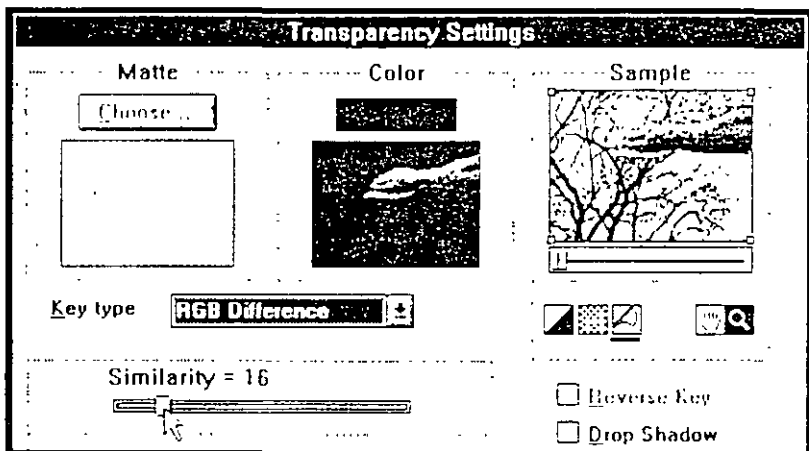 Transparency Settings
Matte
Color
Sample
Choose...
Key type
RGB Difference
Similarity = 16
Reverse Key
Drop Shadow